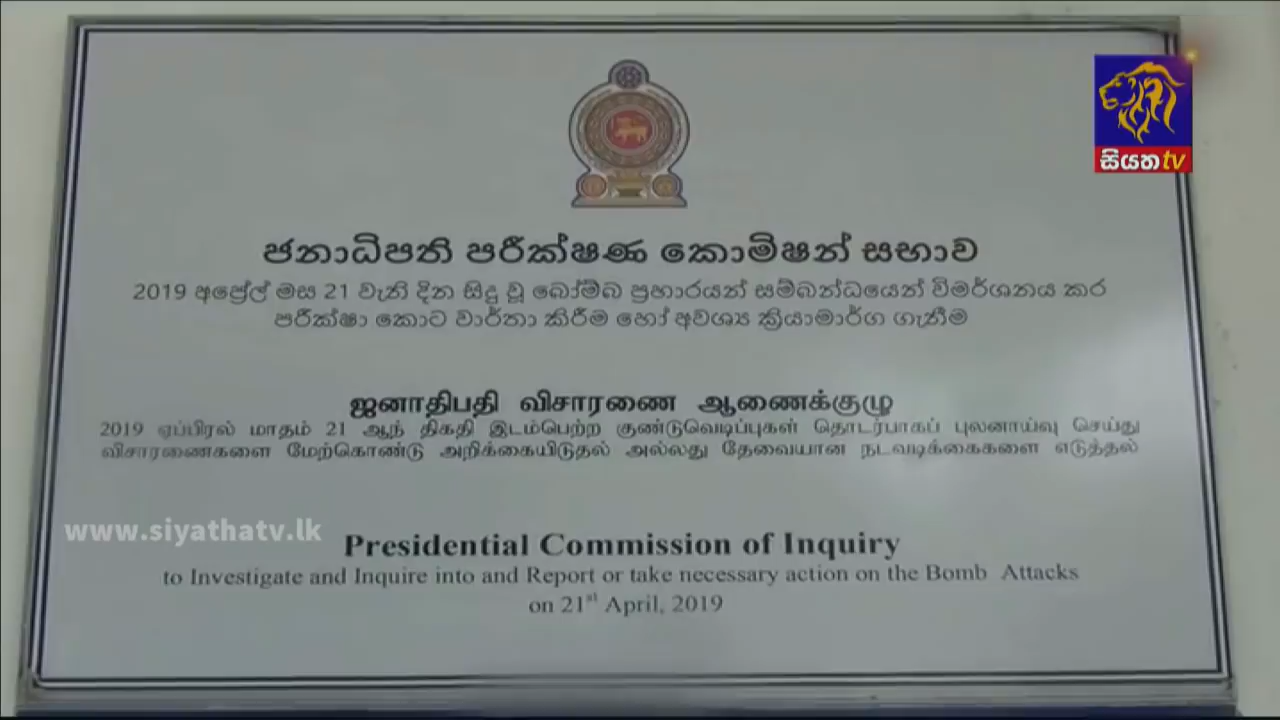 සියත tv
ජනාධිපති පරීක්ෂණ කොමිෂන් සභාව
2019 අප්‍රේල් මස 21 වැනි දින සිදු වූ බෝම්බ ප්‍රහාරයන් සම්බන්ධයෙන් විමර්ශනය කර
පරීක්ෂා කොට වාර්තා කිරීම හෝ අවශ්‍ය ක්‍රියාමාර්ග ගැනීම
ஜனாதிபதி விசாரணை ஆணைக்குழு
2019 ஏப்பிரல் மாதம் 21 ஆந் திகதி இடம்பெற்ற குண்டுவெடிப்புகள் தொடர்பாகப் புலனாய்வு செய்து
விசாரணைகளை மேற்கொண்டு அறிக்கையிடுதல் அல்லது தேவையான நடவடிக்கைகளை எடுத்தல்
www.siyathatv.lk
Presidential Commission of Inquiry
to Investigate and Inquire into and Report or take necessary action on the Bomb Attacks
on 21st April, 2019